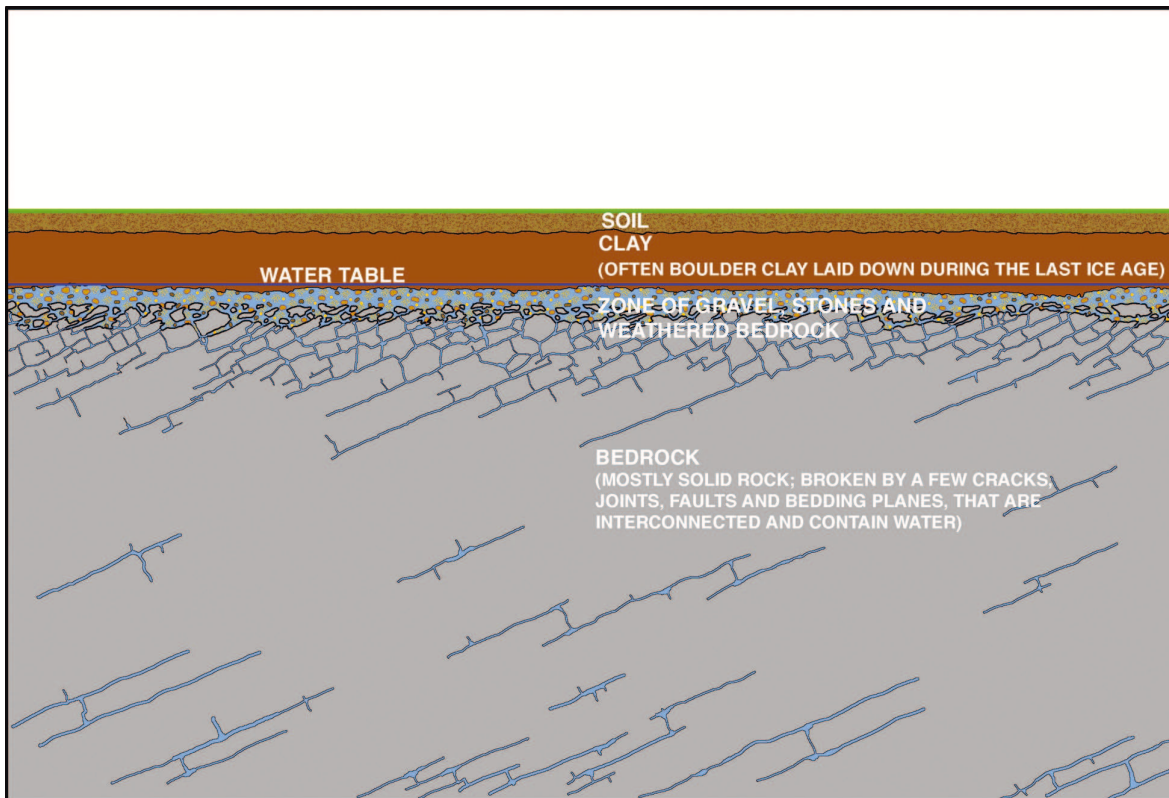 SOIL
CLAY
(OFTEN BOULDER CLAY LAID DOWN DURING THE LAST ICE AGE)
WATER TABLE
ZONE OF GRAVEL, STONES AND
WEATHERED BEDROCK
BEDROCK
(MOSTLY SOLID ROCK; BROKEN BY A FEW CRACKS,
JOINTS, FAULTS AND BEDDING PLANES, THAT ARE
INTERCONNECTED AND CONTAIN WATER)